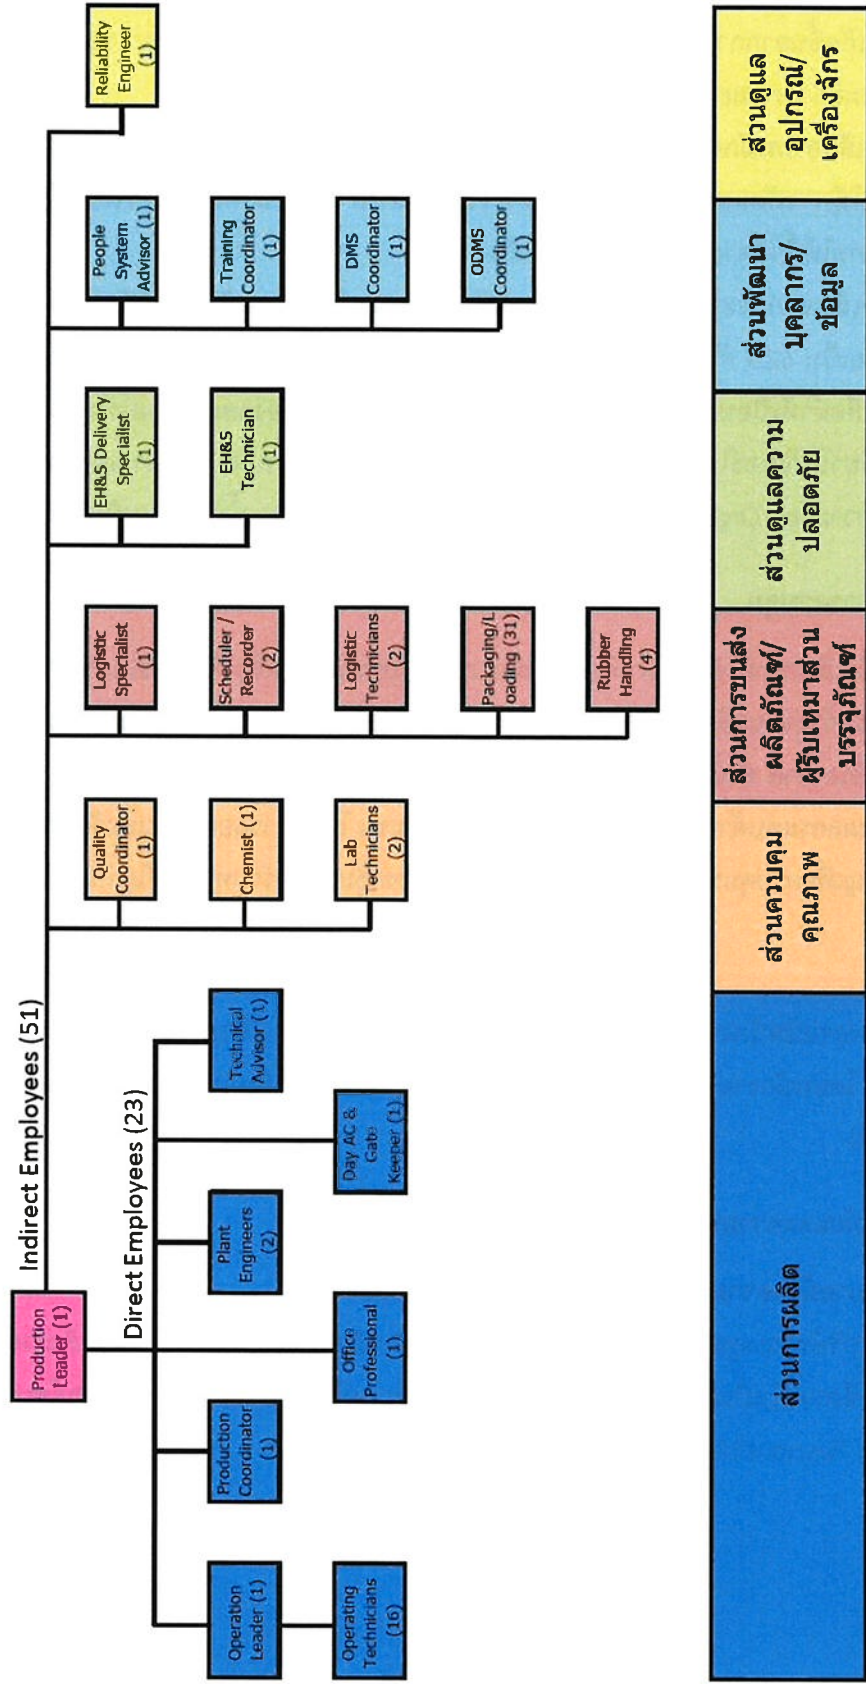 Production
Leader (1)
Indirect Employees (51)
Direct Employees (23)
Operation
Leader (1)
Operating
Technicians
(16)
Production
Coordinator
(1)
Office
Professional
(1)
Plant
Engineers
(2)
Day AC &
Gate
Keeper (1)
Technical
Advisor (1)
Quality
Coordinator
(1)
Chemist (1)
Lab
Technicians
(2)
Logistic
Specialist
(1)
Scheduler /
Recorder
(2)
Logistic
Technicians
(2)
Packaging/L
oading (31)
Rubber
Handling
(4)
EH&S Delivery
Specialist
(1)
EH&S
Technician
(1)
People
System
Advisor (1)
Training
Coordinator
(1)
DMS
Coordinator
(1)
ODMS
Coordinator
(1)
Reliability
Engineer
(1)
ส่วนการผลิต
ส่วนควบคุม
คุณภาพ
ส่วนการขนส่ง
ผลิตภัณฑ์/
ผู้รับเหมาส่วน
บรรจุภัณฑ์
ส่วนดูแลความ
ปลอดภัย
ส่วนพัฒนา
บุคลากร/
ข้อมูล
ส่วนดูแล
อุปกรณ์/
เครื่องจักร